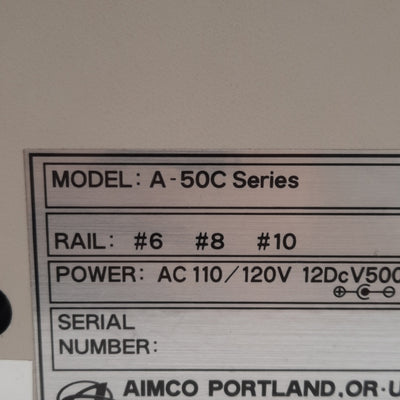 MODEL: A-50C Series
RAIL: #6 #8 #10
POWER: AC 110/120V 12DcV500
SERIAL
NUMBER:
AIMCO PORTLAND, OR·U